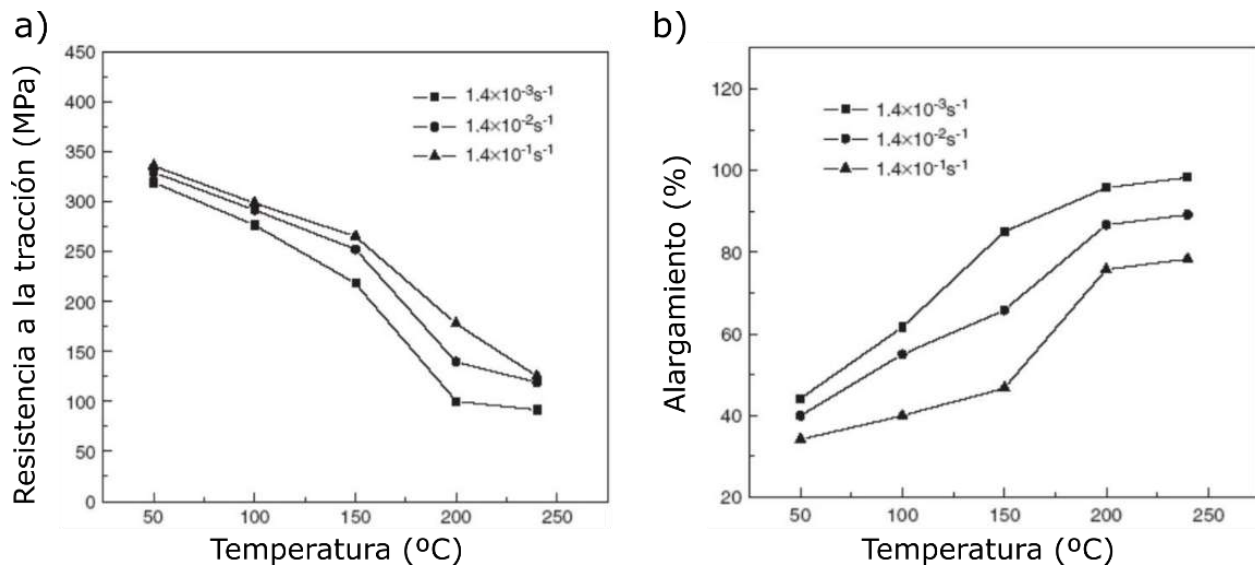 a)
Resistencia a la tracción (MPa)
450
400
350
300
250
200
150
100
50
0
1.4×10⁻³s⁻¹
1.4×10⁻²s⁻¹
1.4×10⁻¹s⁻¹
50 100 150 200 250
Temperatura (ºC)
b)
Alargamiento (%)
120
100
80
60
40
20
1.4×10⁻³s⁻¹
1.4×10⁻²s⁻¹
1.4×10⁻¹s⁻¹
50 100 150 200 250
Temperatura (ºC)